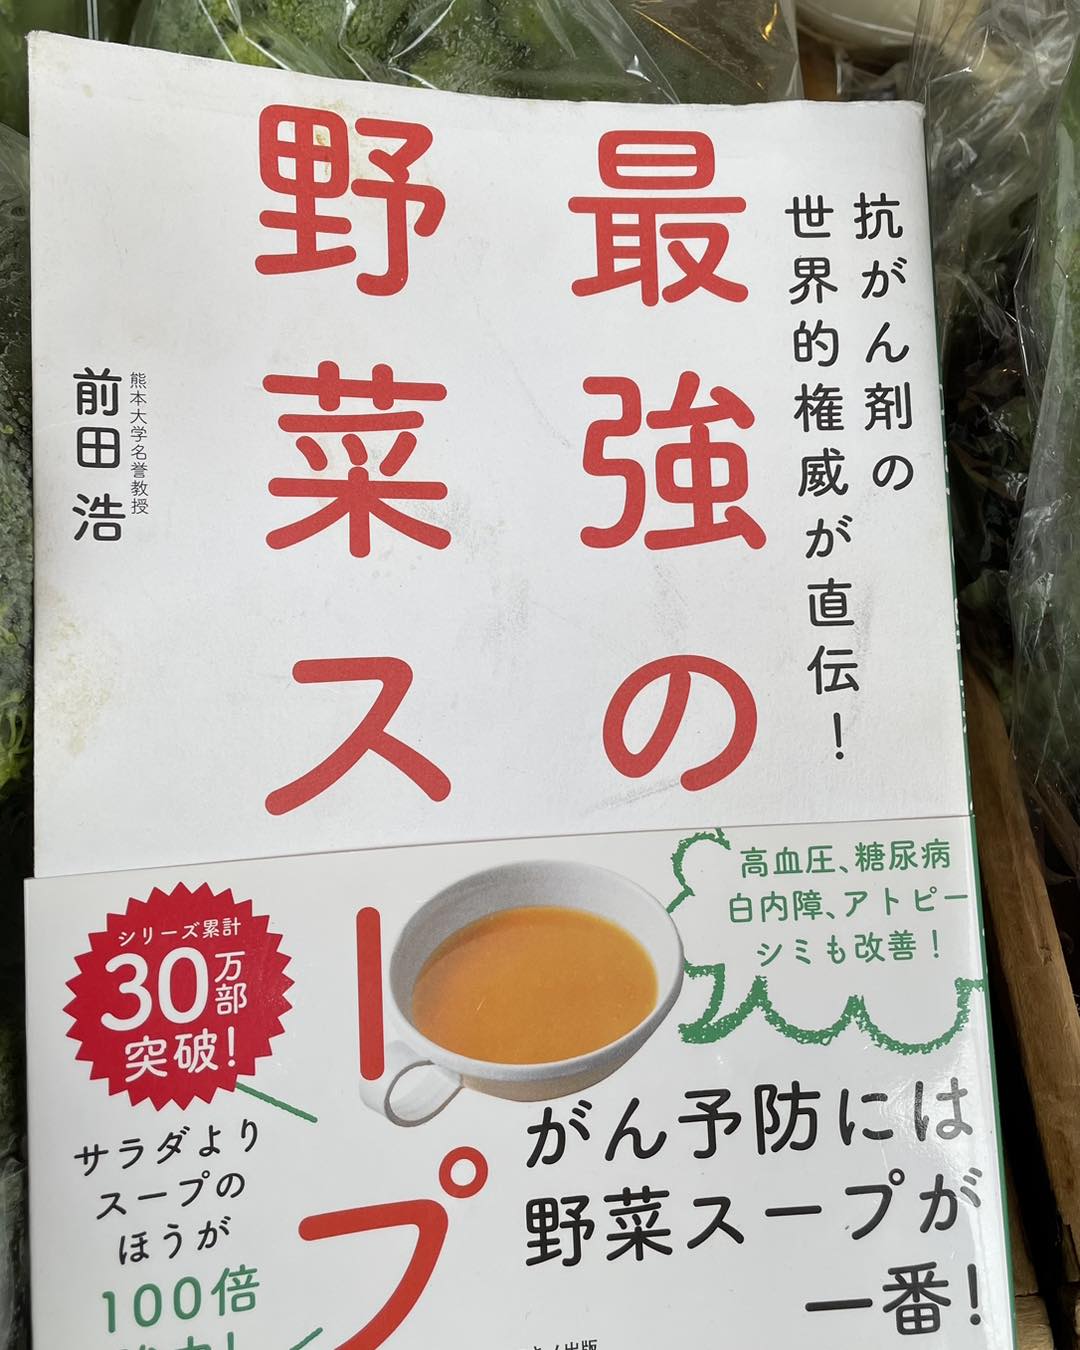 抗がん剤の
世界的権威が直伝!
最強の
野菜スープ
熊本大学名誉教授
前田 浩
高血圧、糖尿病
白内障、アトピー
シミも改善!
シリーズ累計
30万部
突破!
がん予防には
野菜スープが
一番!
サラダより
スープの
ほうが
100倍
出版